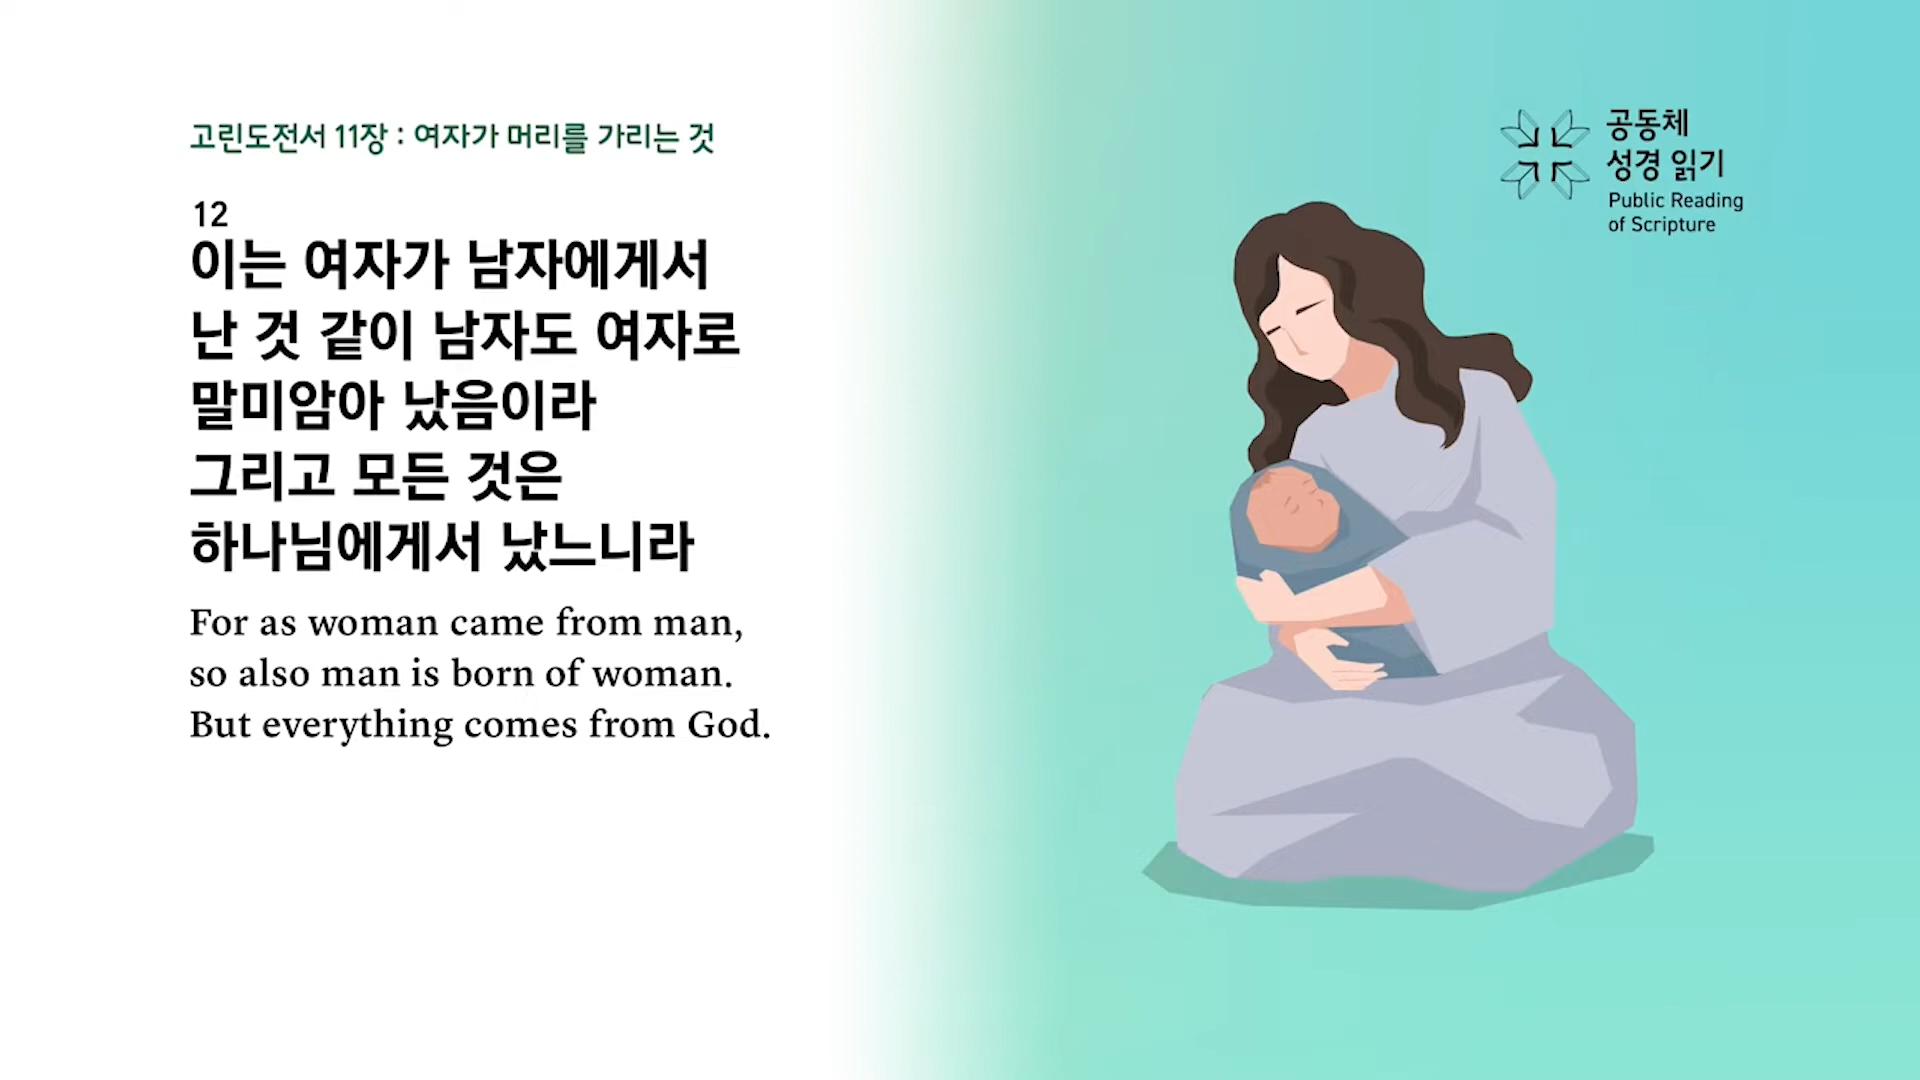 고린도전서 11장 : 여자가 머리를 가리는 것
12
이는 여자가 남자에게서
난 것 같이 남자도 여자로
말미암아 났음이라
그리고 모든 것은
하나님에게서 났느니라
For as woman came from man,
so also man is born of woman.
But everything comes from God.
공동체
성경 읽기
Public Reading
of Scripture